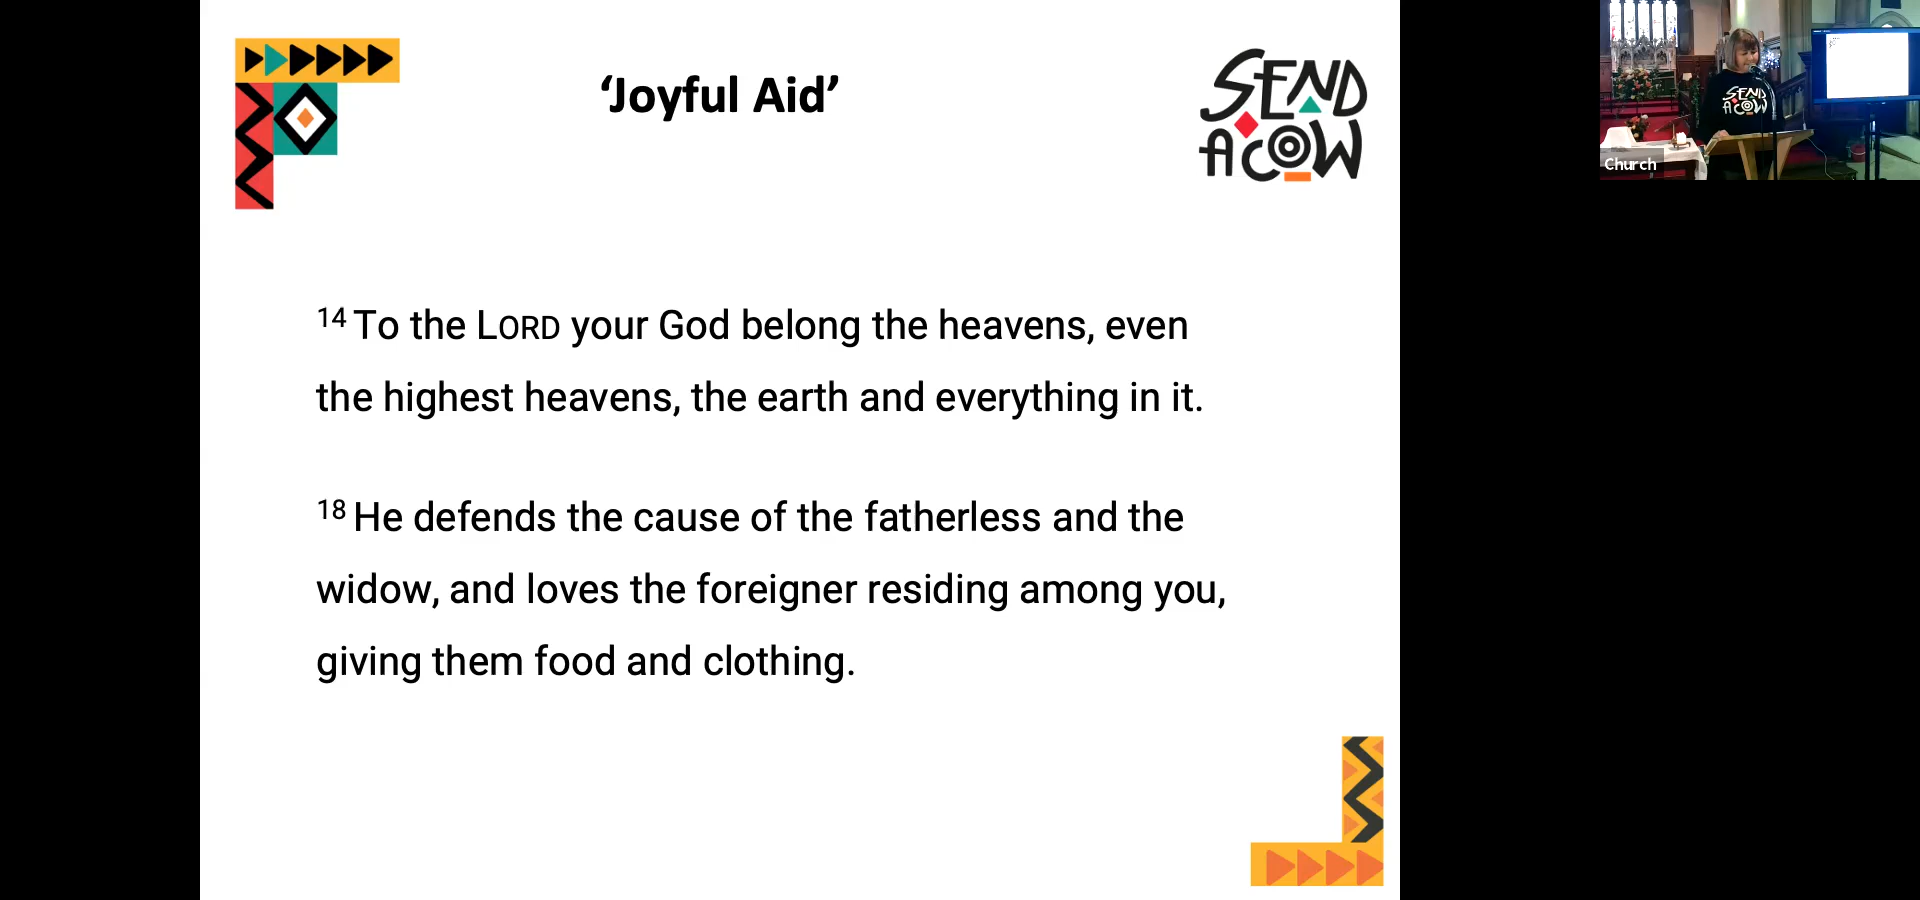 ‘Joyful Aid’
SEND
A COW
14 To the LORD your God belong the heavens, even
the highest heavens, the earth and everything in it.
18 He defends the cause of the fatherless and the
widow, and loves the foreigner residing among you,
giving them food and clothing.
SEND
A COW
Church